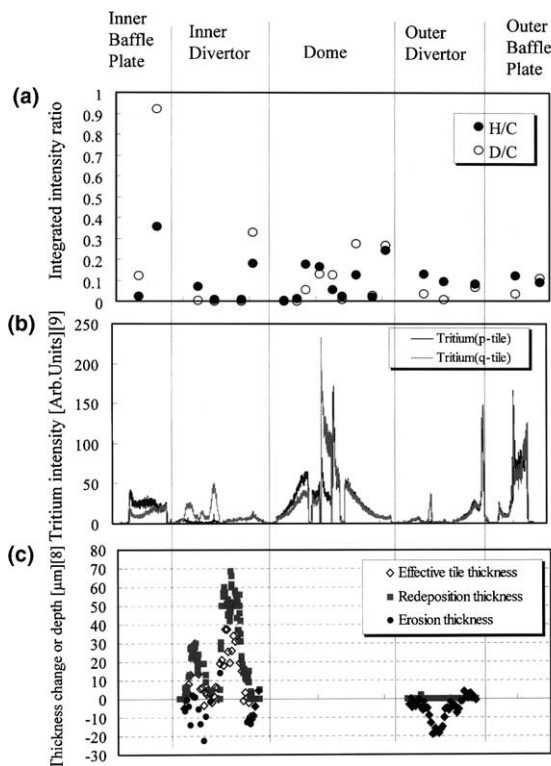 Inner
Baffle
Plate
Inner
Divertor
Dome
Outer
Divertor
Outer
Baffle
Plate
(a)
Integrated intensity ratio
1
0.9
0.8
0.7
0.6
0.5
0.4
0.3
0.2
0.1
0
H/C
D/C
(b)
Tritium intensity [Arb.Units][9]
250
200
150
100
50
0
Tritium(p-tile)
Tritium(q-tile)
(c)
Thickness change or depth [μm][8]
80
70
60
50
40
30
20
10
0
-10
-20
-30
Effective tile thickness
Redeposition thickness
Erosion thickness